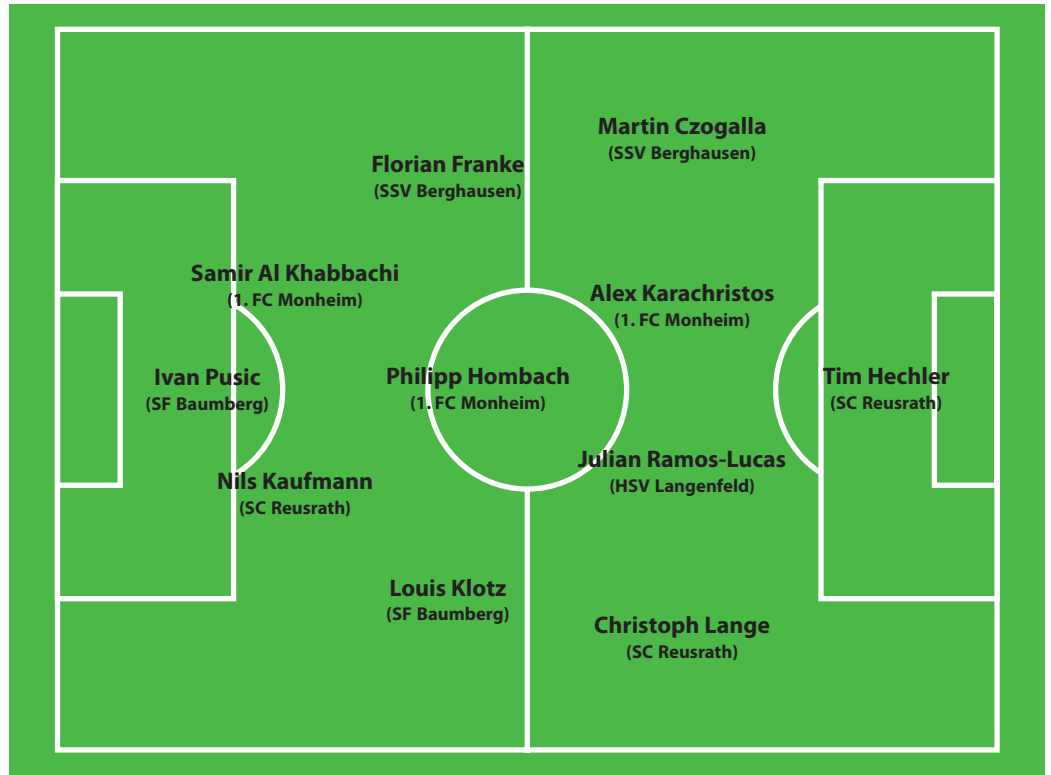 Martin Czogalla
(SSV Berghausen)
Florian Franke
(SSV Berghausen)
Samir Al Khabbachi
(1. FC Monheim)
Alex Karachristos
(1. FC Monheim)
Ivan Pusic
(SF Baumberg)
Philipp Hombach
(1. FC Monheim)
Tim Hechler
(SC Reusrath)
Julian Ramos-Lucas
(HSV Langenfeld)
Nils Kaufmann
(SC Reusrath)
Louis Klotz
(SF Baumberg)
Christoph Lange
(SC Reusrath)